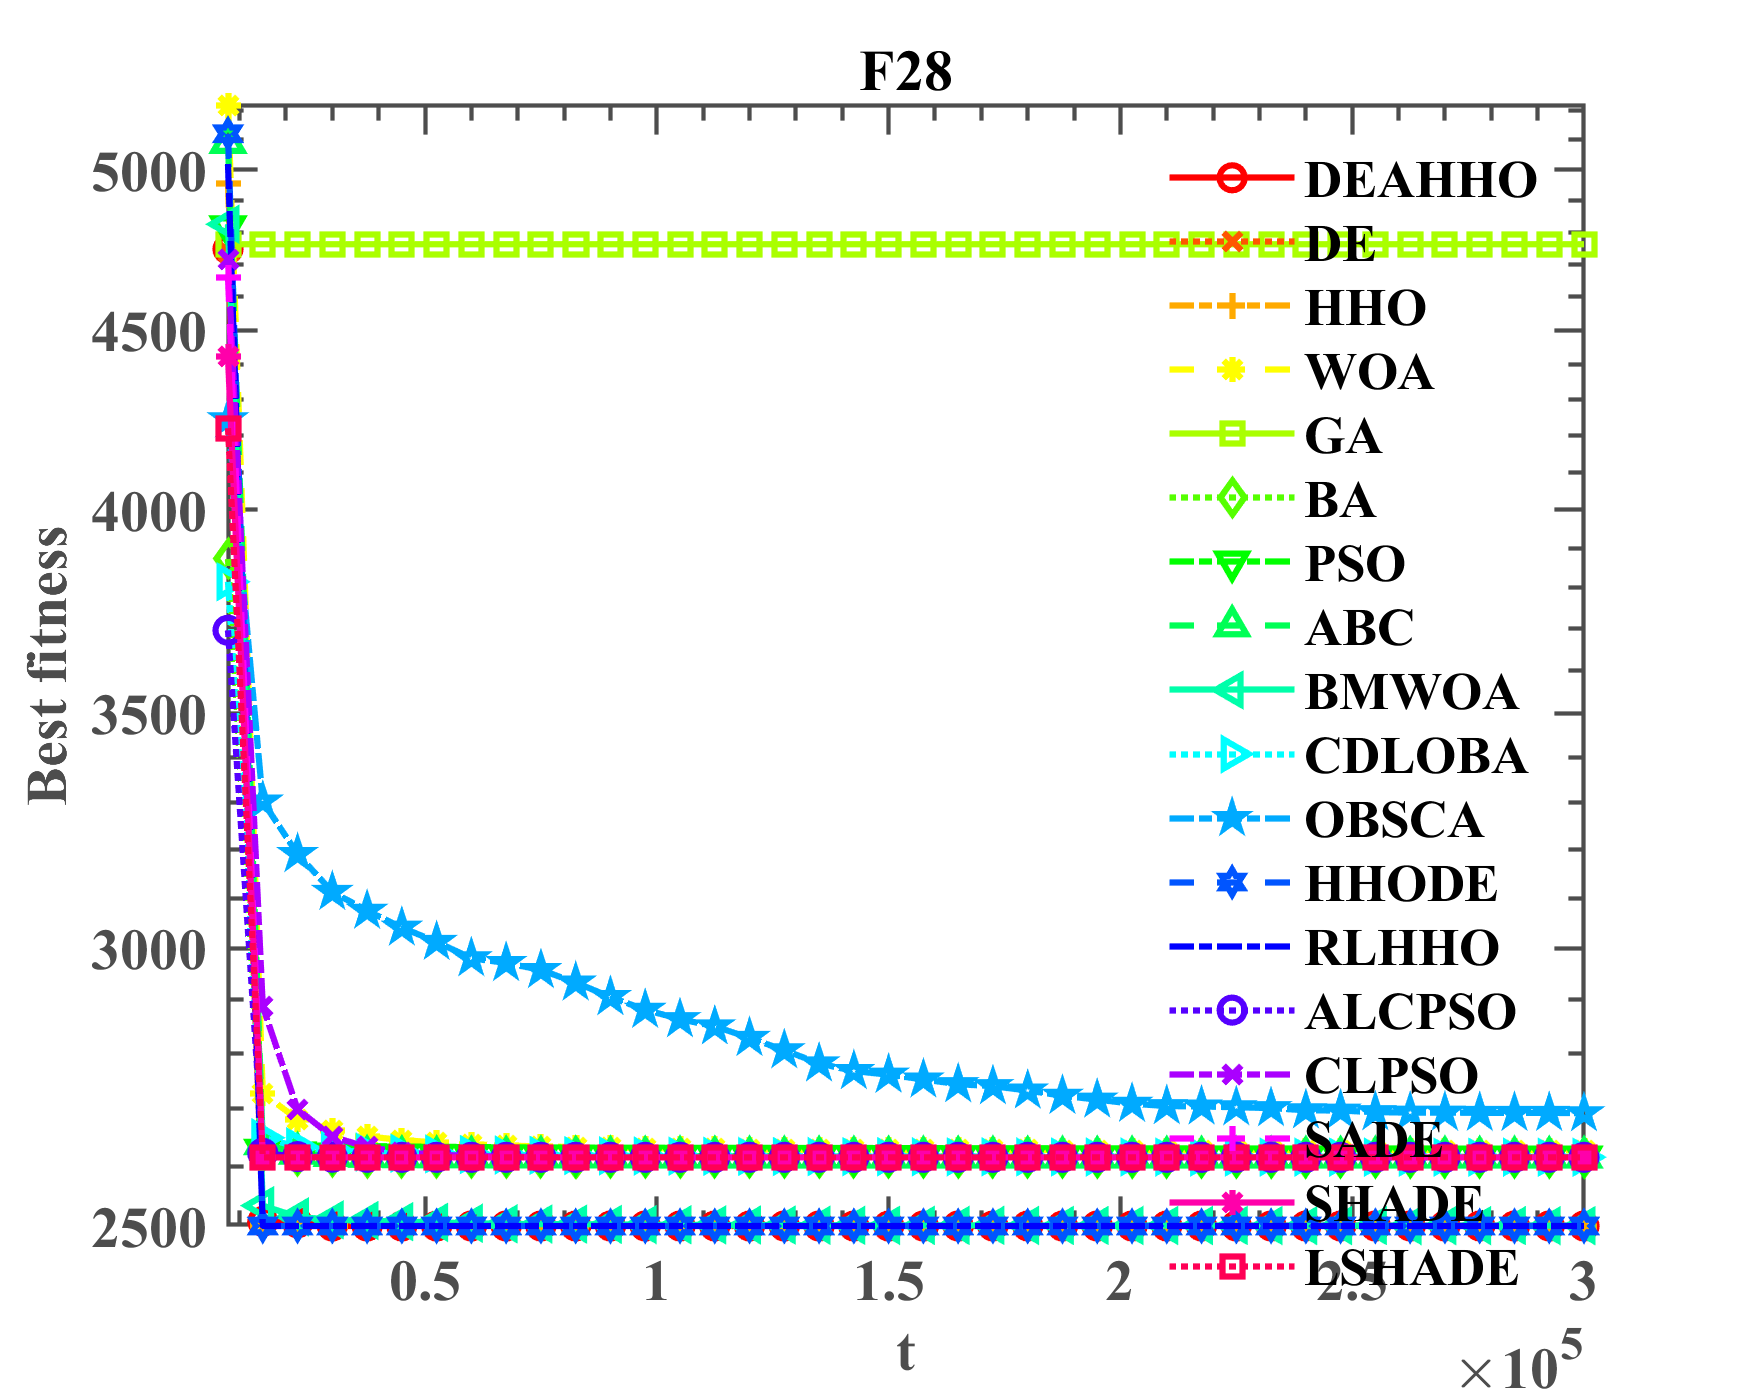 F28
5000
4500
4000
3500
3000
2500
Best fitness
0.5
1
1.5
2
2.5
3
t
×10^5
DEAHHO
DE
HHO
WOA
GA
BA
PSO
ABC
BMWOA
CDLOBA
OBSCA
HHODE
RLHHO
ALCPSO
CLPSO
SADE
SHADE
LSHADE